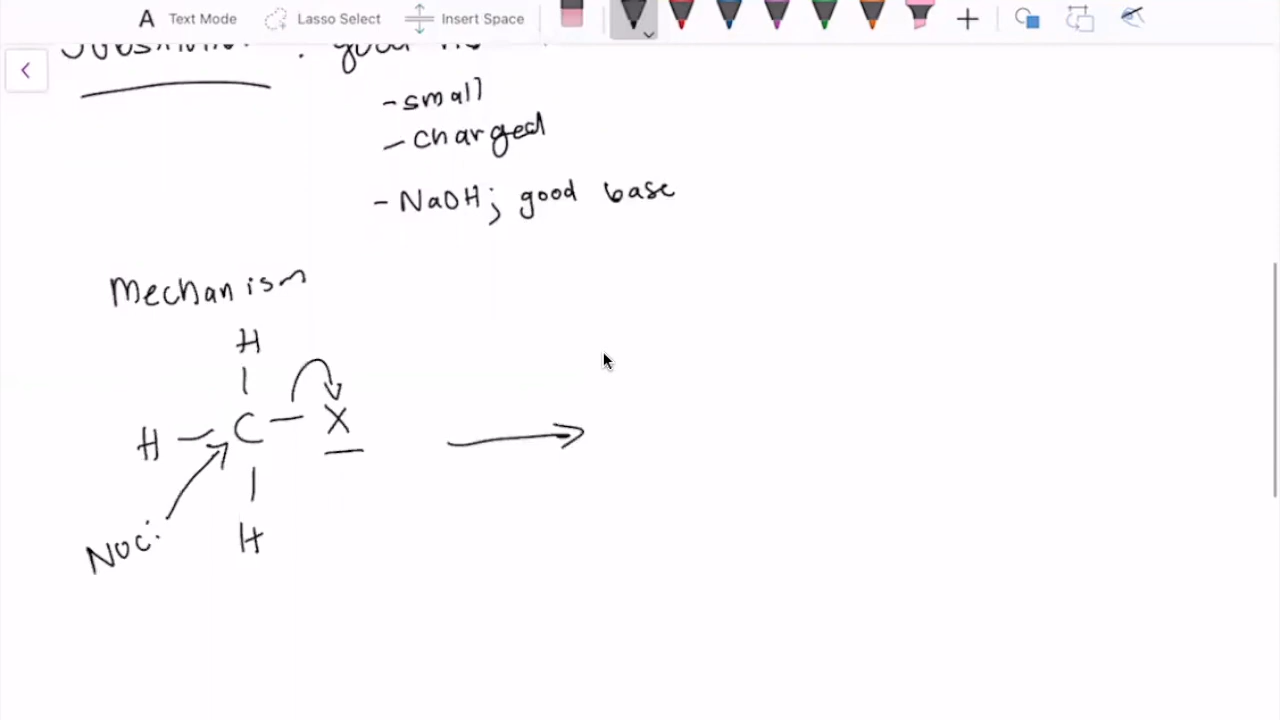 A Text Mode Lasso Select Insert Space
- small
- charged
- NaOH; good base
Mechanism
H
H - C - X
H
Nuc: